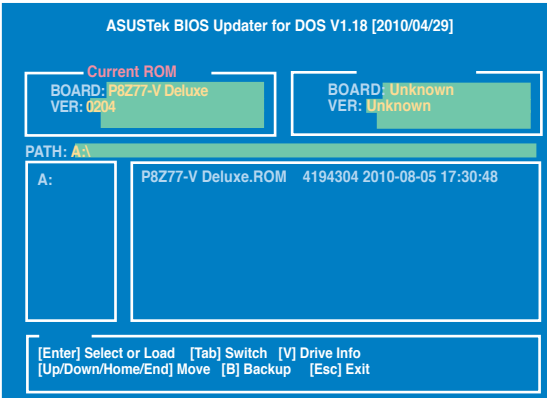 ASUSTek BIOS Updater for DOS V1.18 [2010/04/29]
Current ROM
BOARD: P8Z77-V Deluxe
VER: 0204
BOARD: Unknown
VER: Unknown
PATH: A:\
A:
P8Z77-V Deluxe.ROM 4194304 2010-08-05 17:30:48
[Enter] Select or Load [Tab] Switch [V] Drive Info
[Up/Down/Home/End] Move [B] Backup [Esc] Exit